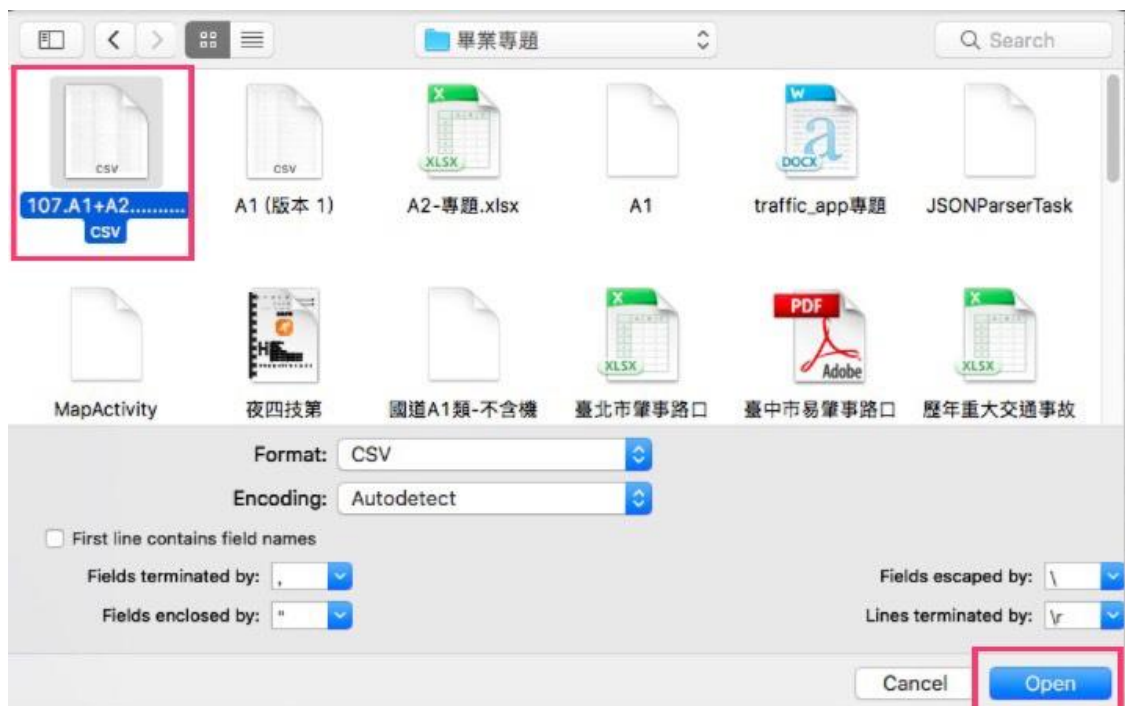 畢業專題
Search
CSV
CSV
X
XLSX
W
a
DOCX
107.A1+A2..........
CSV
A1 (版本 1)
A2-專題.xlsx
A1
traffic_app專題
JSONParserTask
X
XLSX
PDF
Adobe
X
XLSX
MapActivity
夜四技第
國道A1類-不含機
臺北市肇事路口
臺中市易肇事路口
歷年重大交通事故
Format: CSV
Encoding: Autodetect
First line contains field names
Fields terminated by: ,
Fields escaped by: \
Fields enclosed by: "
Lines terminated by: \r
Cancel
Open